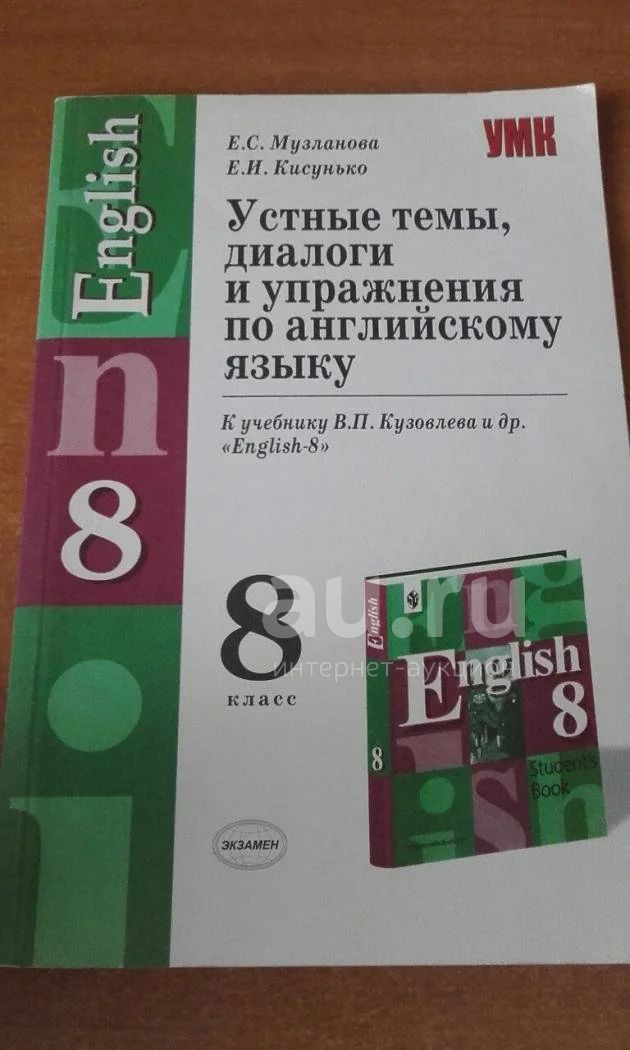 Е.С. Музланова
Е.И. Кисунько
УМК
Устные темы,
диалоги
и упражнения
по английскому
языку
К учебнику В.П. Кузовлева и др.
«English-8»
English
n
8
i
8
класс
au.ru
интернет-аукцион
English
English
8
8
Student's
Book
ЭКЗАМЕН